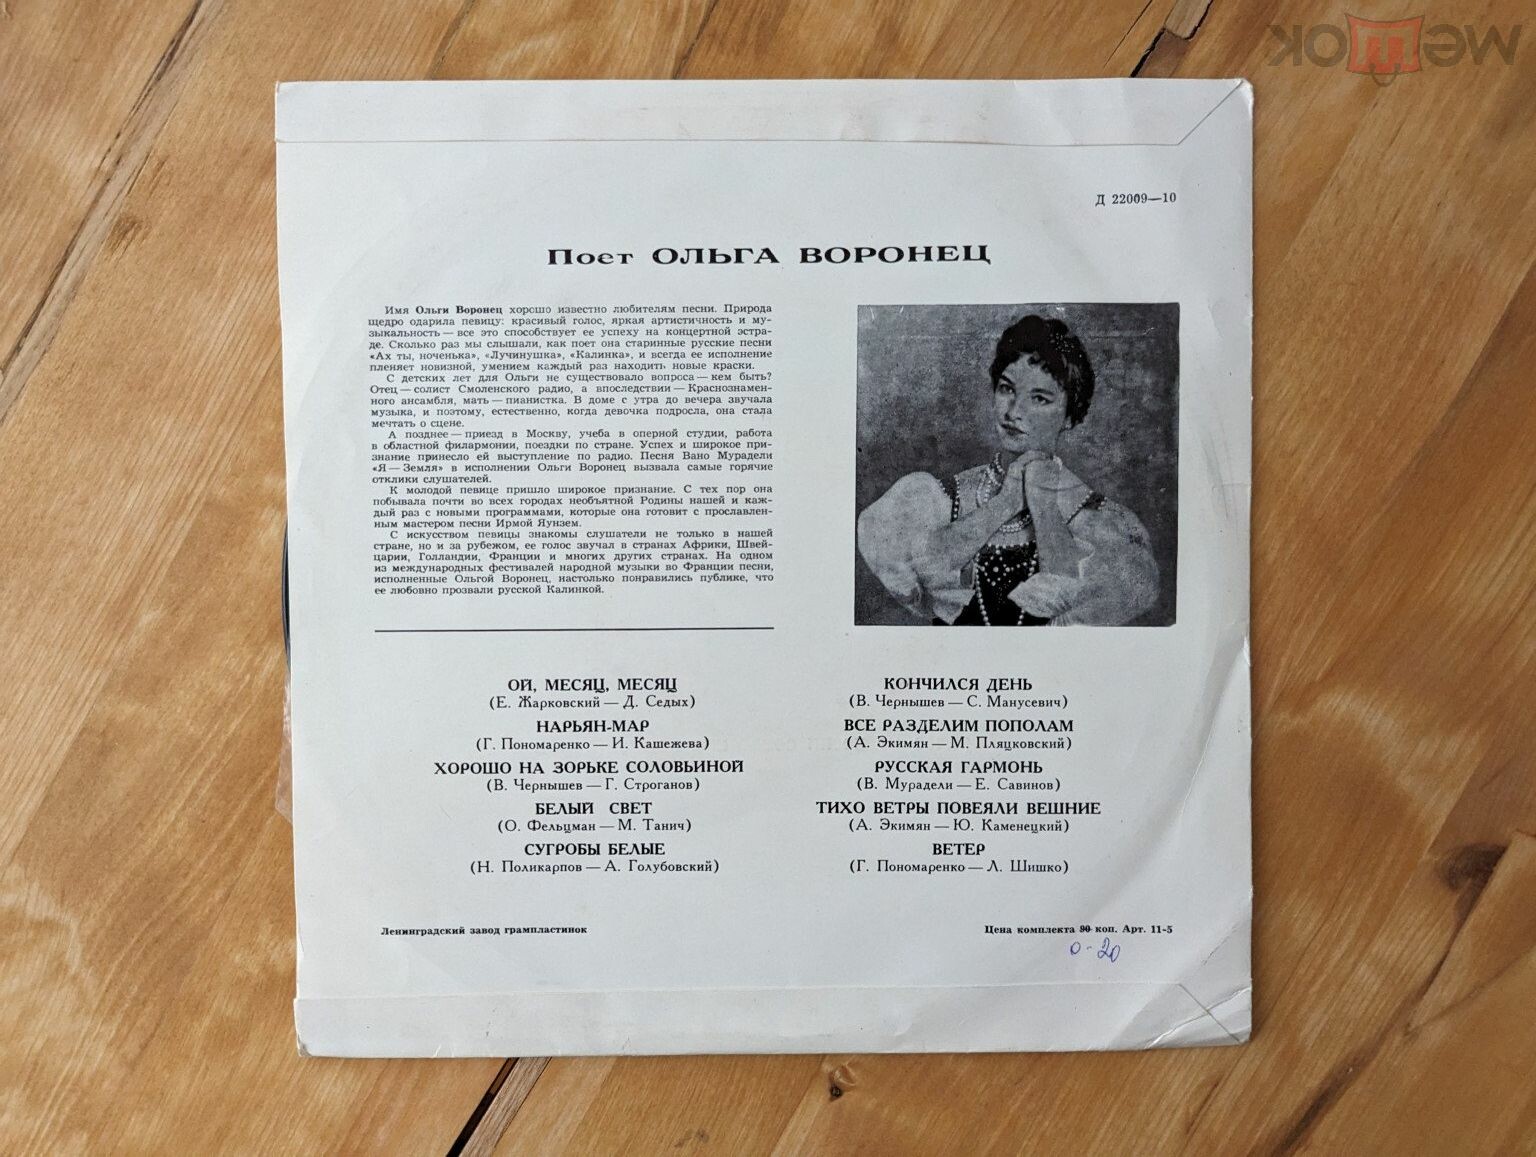 мешок
Д 22009—10
Поет ОЛЬГА ВОРОНЕЦ
Имя Ольги Воронец хорошо известно любителям песни. Природа
щедро одарила певицу: красивый голос, яркая артистичность и му-
зыкальность — все это способствует ее успеху на концертной эстра-
де. Сколько раз мы слышали, как поет она старинные русские песни
«Ах ты, ноченька», «Лучинушка», «Калинка», и всегда ее исполнение
пленяет новизной, умением каждый раз находить новые краски.
С детских лет для Ольги не существовало вопроса — кем быть?
Отец — солист Смоленского радио, а впоследствии — Краснознамен-
ного ансамбля, мать — пианистка. В доме с утра до вечера звучала
музыка, и поэтому, естественно, когда девочка подросла, она стала
мечтать о сцене.
А позднее — приезд в Москву, учеба в оперной студии, работа
в областной филармонии, поездки по стране. Успех и широкое при-
знание принесло ей выступление по радио. Песня Вано Мурадели
«Я — Земля» в исполнении Ольги Воронец вызвала самые горячие
отклики слушателей.
К молодой певице пришло широкое признание. С тех пор она
побывала почти во всех городах необъятной Родины нашей и каж-
дый раз с новыми программами, которые она готовит с прославлен-
ным мастером песни Ирмой Яунзем.
С искусством певицы знакомы слушатели не только в нашей
стране, но и за рубежом, ее голос звучал в странах Африки, Швей-
царии, Голландии, Франции и многих других странах. На одном
из международных фестивалей народной музыки во Франции песни,
исполненные Ольгой Воронец, настолько понравились публике, что
ее любовно прозвали русской Калинкой.
ОЙ, МЕСЯЦ, МЕСЯЦ
(Е. Жарковский — Д. Седых)
НАРЬЯН-МАР
(Г. Пономаренко — И. Кашежева)
ХОРОШО НА ЗОРЬКЕ СОЛОВЬИНОЙ
(В. Чернышев — Г. Строганов)
БЕЛЫЙ СВЕТ
(О. Фельцман — М. Танич)
СУГРОБЫ БЕЛЫЕ
(Н. Поликарпов — А. Голубовский)
КОНЧИЛСЯ ДЕНЬ
(В. Чернышев — С. Манусевич)
ВСЕ РАЗДЕЛИМ ПОПОЛАМ
(А. Экимян — М. Пляцковский)
РУССКАЯ ГАРМОНЬ
(В. Мурадели — Е. Савинов)
ТИХО ВЕТРЫ ПОВЕЯЛИ ВЕШНИЕ
(А. Экимян — Ю. Каменецкий)
ВЕТЕР
(Г. Пономаренко — Л. Шишко)
Ленинградский завод грампластинок
Цена комплекта 90 коп. Арт. 11-5
0-20